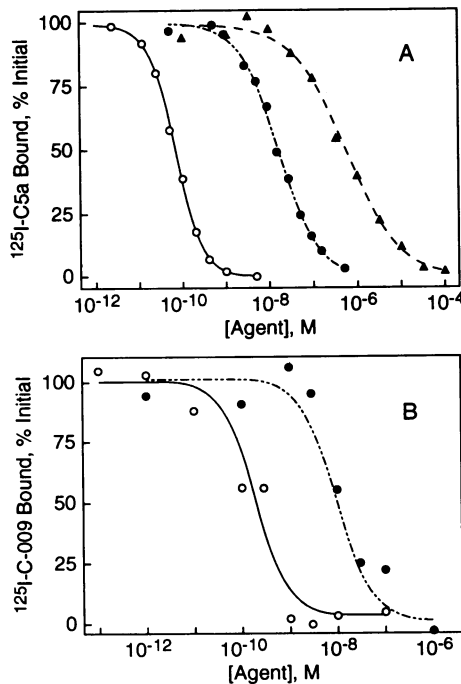 A
¹²⁵I-C5a Bound, % Initial
100
75
50
25
0
10⁻¹² 10⁻¹⁰ 10⁻⁸ 10⁻⁶ 10⁻⁴
[Agent], M
B
¹²⁵I-C-009 Bound, % Initial
100
75
50
25
0
10⁻¹² 10⁻¹⁰ 10⁻⁸ 10⁻⁶
[Agent], M